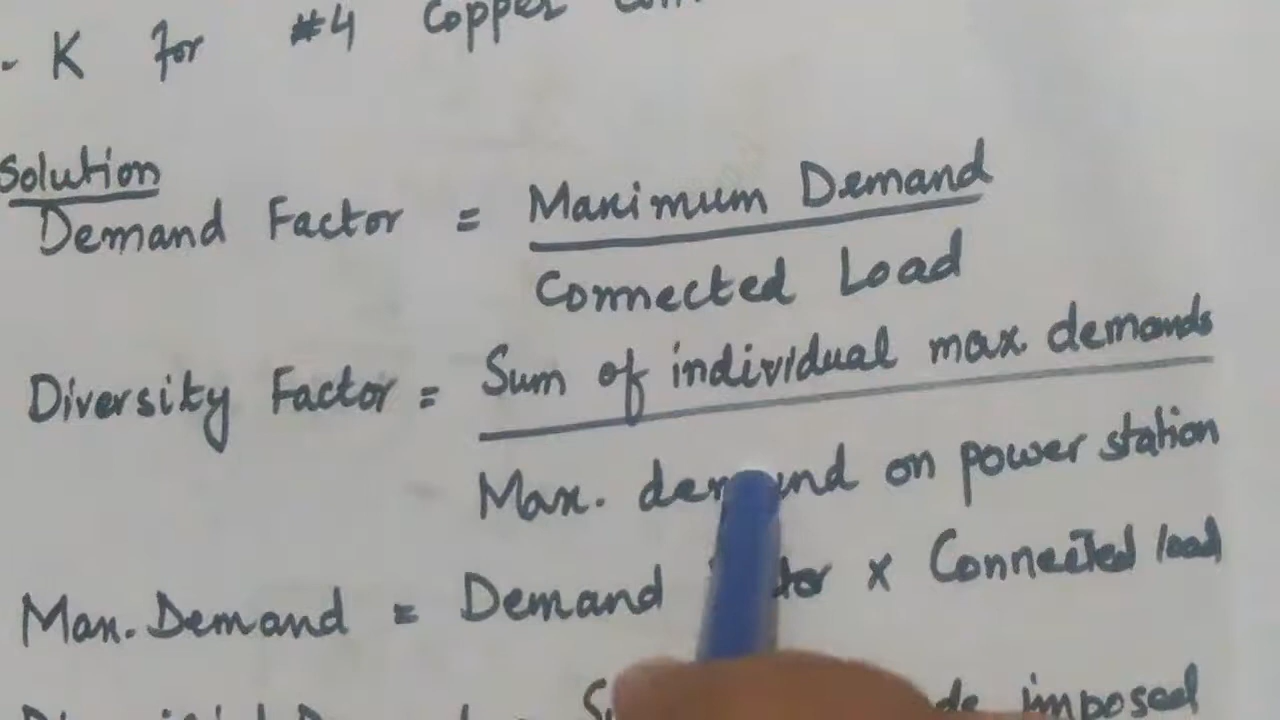 - K for #4 Copper
Solution
Demand Factor = Maximum Demand
Connected Load
Diversity Factor = Sum of individual max. demands
Max. demand on power station
Max. Demand = Demand × Connected load
imposed